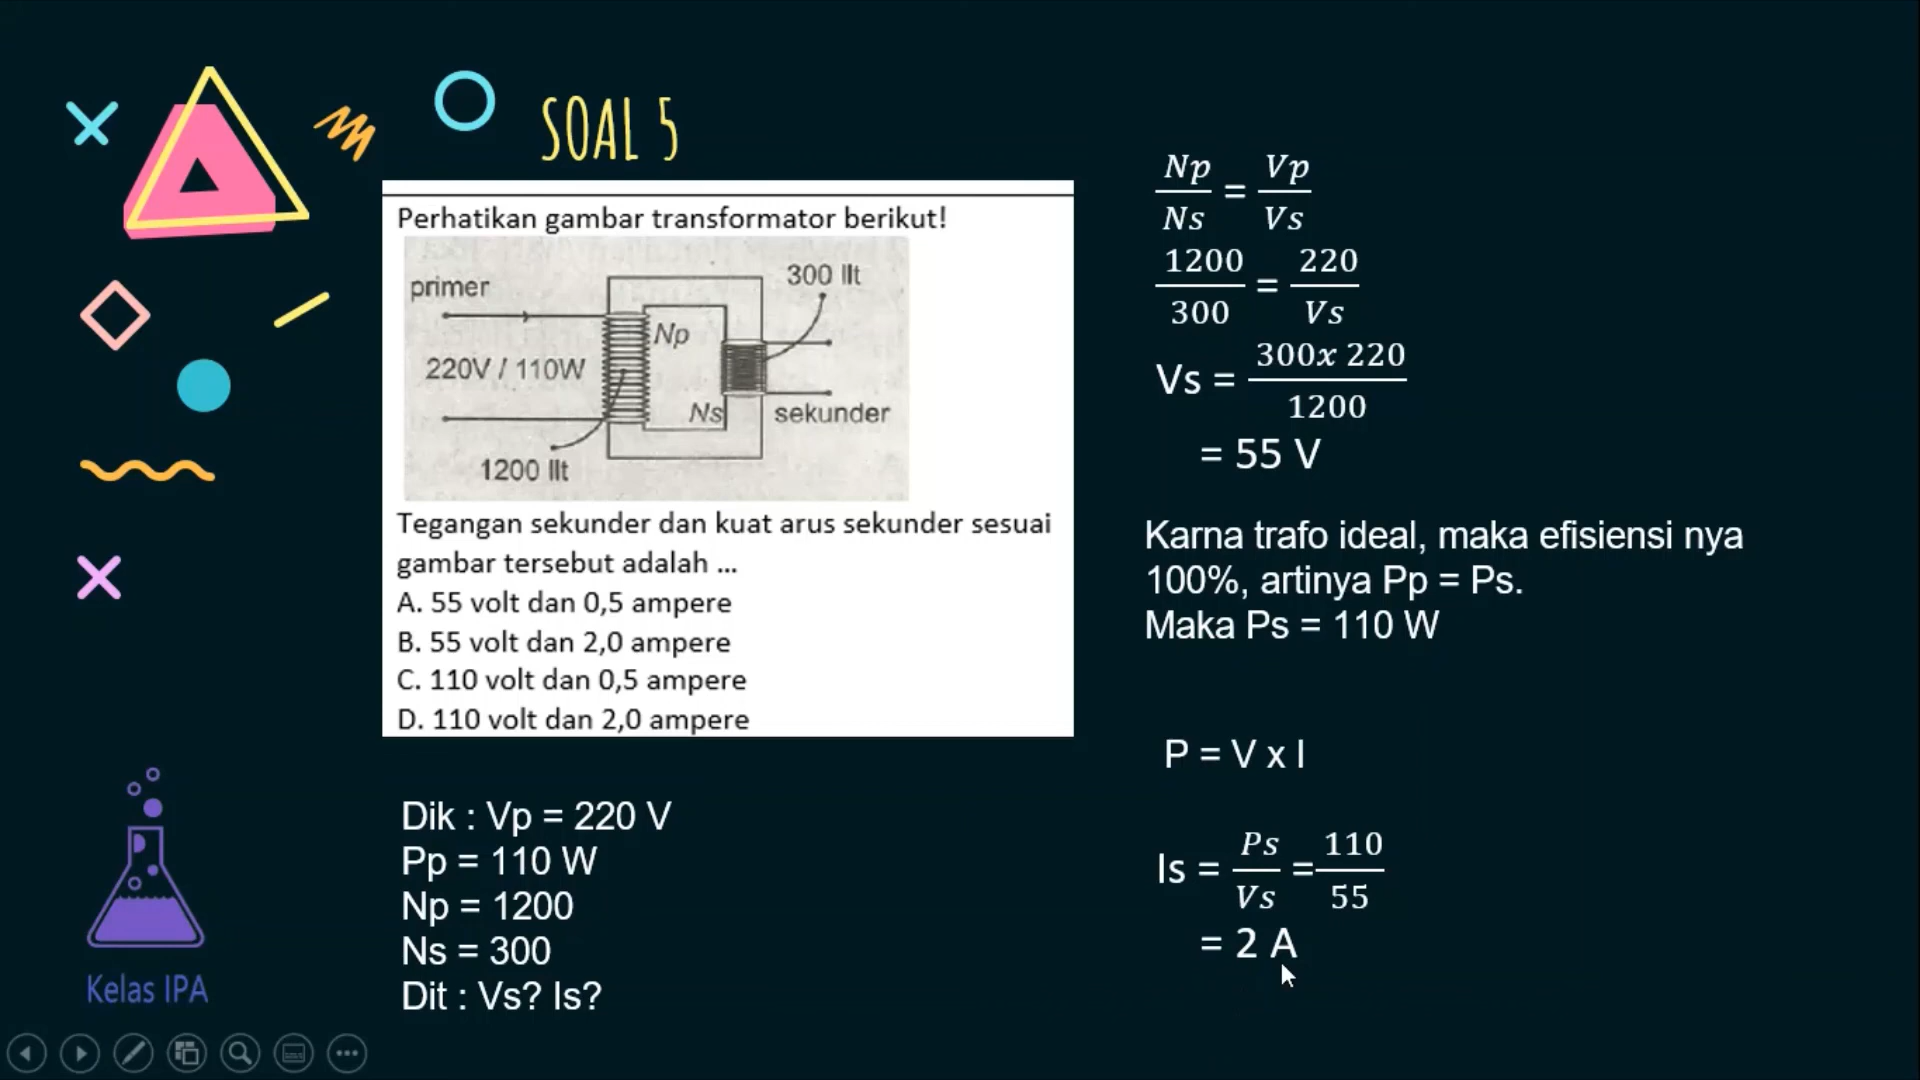 SOAL 5
Perhatikan gambar transformator berikut!
primer
300 llt
Np
220V / 110W
Ns
sekunder
1200 llt
Tegangan sekunder dan kuat arus sekunder sesuai
gambar tersebut adalah ...
A. 55 volt dan 0,5 ampere
B. 55 volt dan 2,0 ampere
C. 110 volt dan 0,5 ampere
D. 110 volt dan 2,0 ampere
Dik : Vp = 220 V
Pp = 110 W
Np = 1200
Ns = 300
Dit : Vs? Is?
Np/Ns = Vp/Vs
1200/300 = 220/Vs
Vs = 300x 220/1200
= 55 V
Karna trafo ideal, maka efisiensi nya
100%, artinya Pp = Ps.
Maka Ps = 110 W
P = V x I
Is = Ps/Vs = 110/55
= 2 A
Kelas IPA